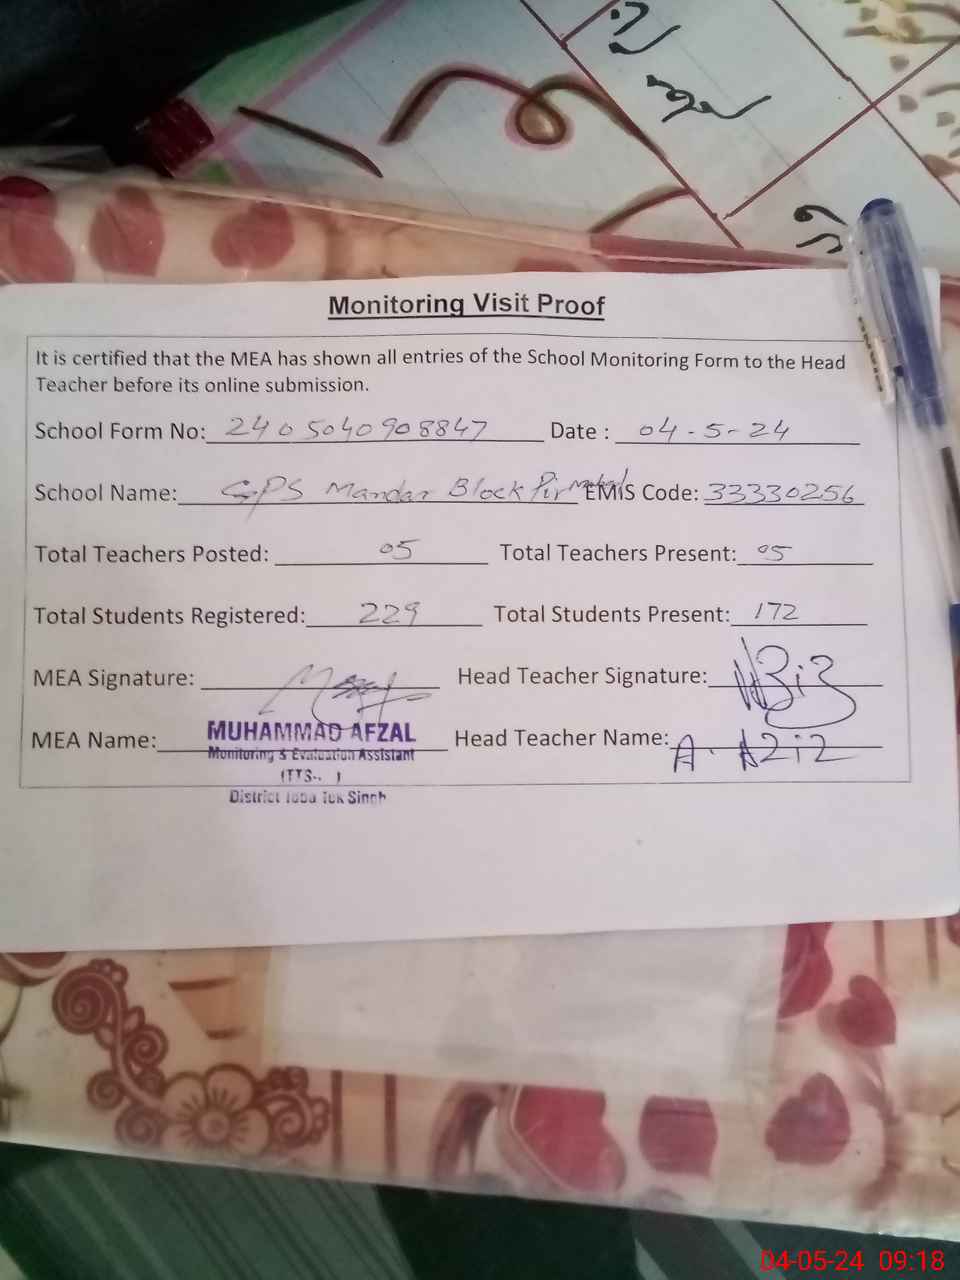 Monitoring Visit Proof
It is certified that the MEA has shown all entries of the School Monitoring Form to the Head
Teacher before its online submission.
School Form No: 2405040908847 Date : 04-5-24
School Name: GPS Mandar Block Pir Mahal EMIS Code: 33330256
Total Teachers Posted: 05 Total Teachers Present: 05
Total Students Registered: 229 Total Students Present: 172
MEA Signature: Head Teacher Signature:
MEA Name: MUHAMMAD AFZAL Head Teacher Name: A. Aziz
Monitoring & Evaluation Assistant
District Toba Tek Singh
04-05-24 09:18